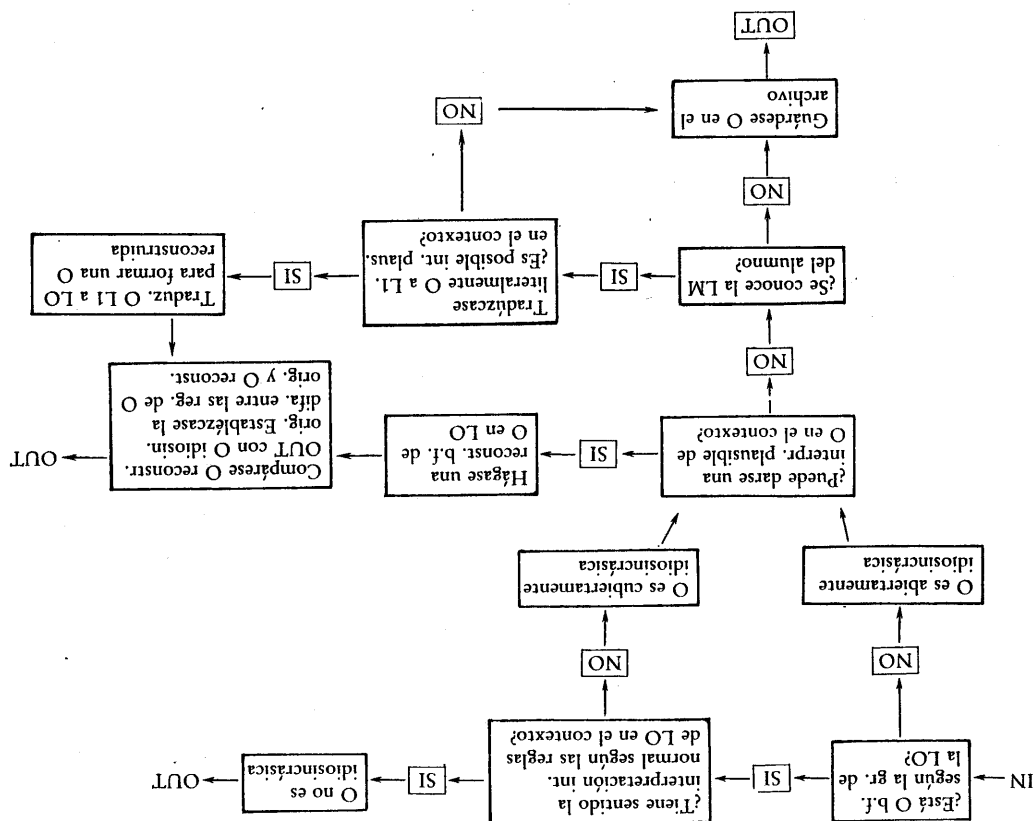 IN
¿Está O b.f.
según la gr. de
la LO?
SI
¿Tiene sentido la
interpretación int.
normal según las reglas
de LO en el contexto?
SI
O no es
idiosincrásica
OUT
NO
NO
O es abiertamente
idiosincrásica
O es cubiertamente
idiosincrásica
¿Puede darse una
interpr. plausible de
O en el contexto?
SI
Hágase una
reconst. b.f. de
O en LO
Compárese O reconstr.
OUT con O idiosin.
orig. Establézcase la
difa. entre las reg. de O
orig. y O reconst.
OUT
NO
¿Se conoce la LM
del alumno?
SI
Tradúzcase
literalmente O a L1.
¿Es posible int. plaus.
en el contexto?
SI
Traduz. O L1 a LO
para formar una O
reconstruida
NO
NO
Guárdese O en el
archivo
OUT